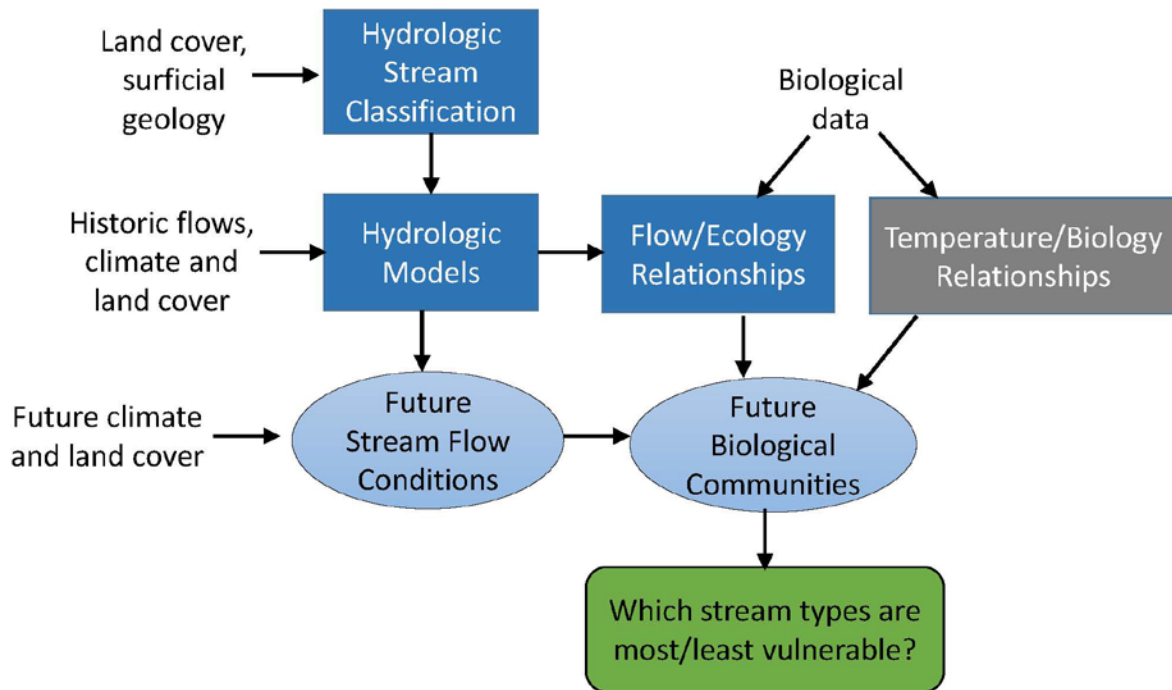 Land cover,
surficial
geology
Hydrologic
Stream
Classification
Biological
data
Historic flows,
climate and
land cover
Hydrologic
Models
Flow/Ecology
Relationships
Temperature/Biology
Relationships
Future climate
and land cover
Future
Stream Flow
Conditions
Future
Biological
Communities
Which stream types are
most/least vulnerable?